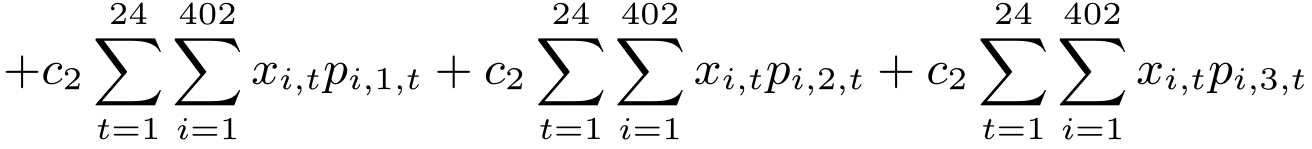 $+c_2 \sum_{t=1}^{24} \sum_{i=1}^{402} x_{i,t} p_{i,1,t} + c_2 \sum_{t=1}^{24} \sum_{i=1}^{402} x_{i,t} p_{i,2,t} + c_2 \sum_{t=1}^{24} \sum_{i=1}^{402} x_{i,t} p_{i,3,t}$